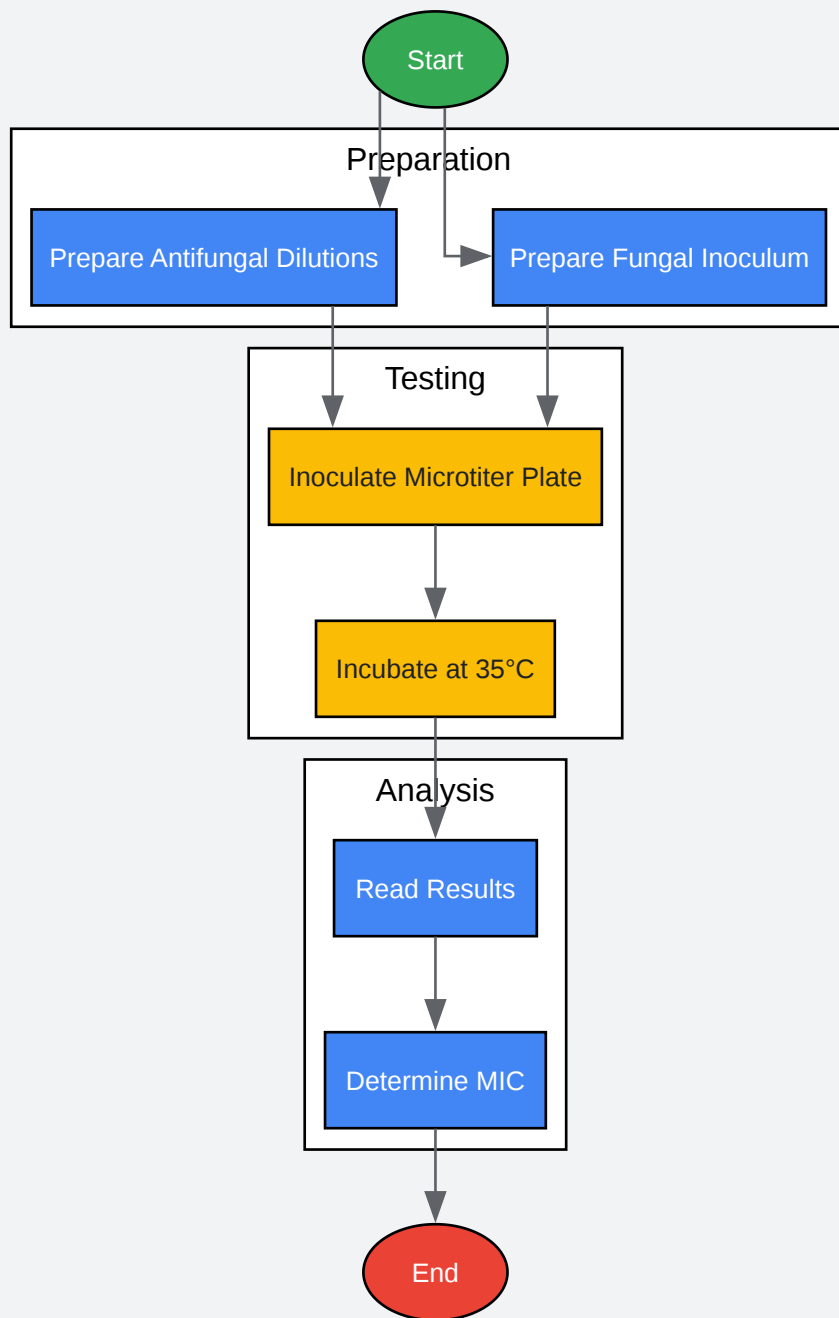 Start
Preparation
Prepare Antifungal Dilutions
Prepare Fungal Inoculum
Testing
Inoculate Microtiter Plate
Incubate at 35°C
Analysis
Read Results
Determine MIC
End